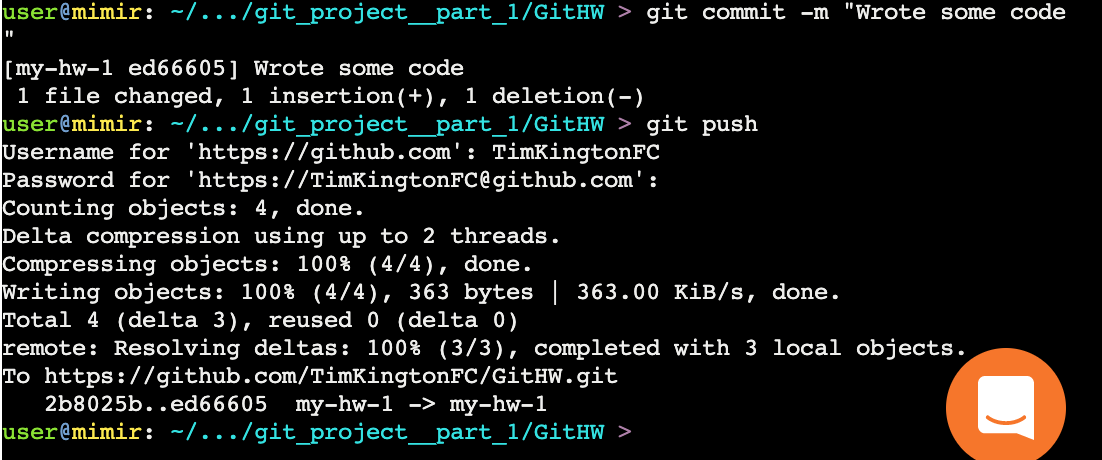 user@mimir: ~/.../git_project__part_1/GitHW > git commit -m "Wrote some code
"
[my-hw-1 ed66605] Wrote some code
 1 file changed, 1 insertion(+), 1 deletion(-)
user@mimir: ~/.../git_project__part_1/GitHW > git push
Username for 'https://github.com': TimKingtonFC
Password for 'https://TimKingtonFC@github.com':
Counting objects: 4, done.
Delta compression using up to 2 threads.
Compressing objects: 100% (4/4), done.
Writing objects: 100% (4/4), 363 bytes | 363.00 KiB/s, done.
Total 4 (delta 3), reused 0 (delta 0)
remote: Resolving deltas: 100% (3/3), completed with 3 local objects.
To https://github.com/TimKingtonFC/GitHW.git
   2b8025b..ed66605  my-hw-1 -> my-hw-1
user@mimir: ~/.../git_project__part_1/GitHW >